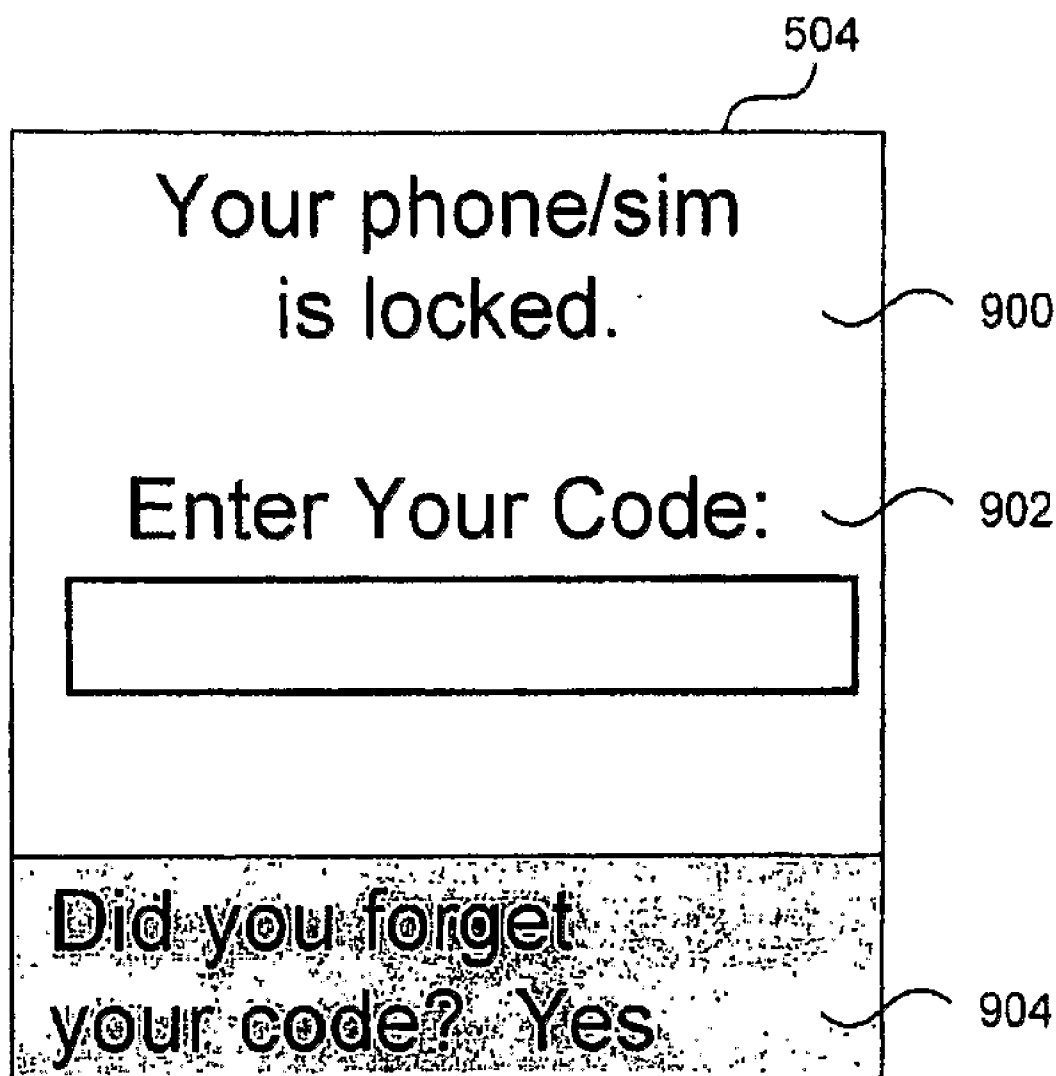 504
Your phone/sim
is locked.
900
Enter Your Code:
902
Did you forget
your code? Yes
904